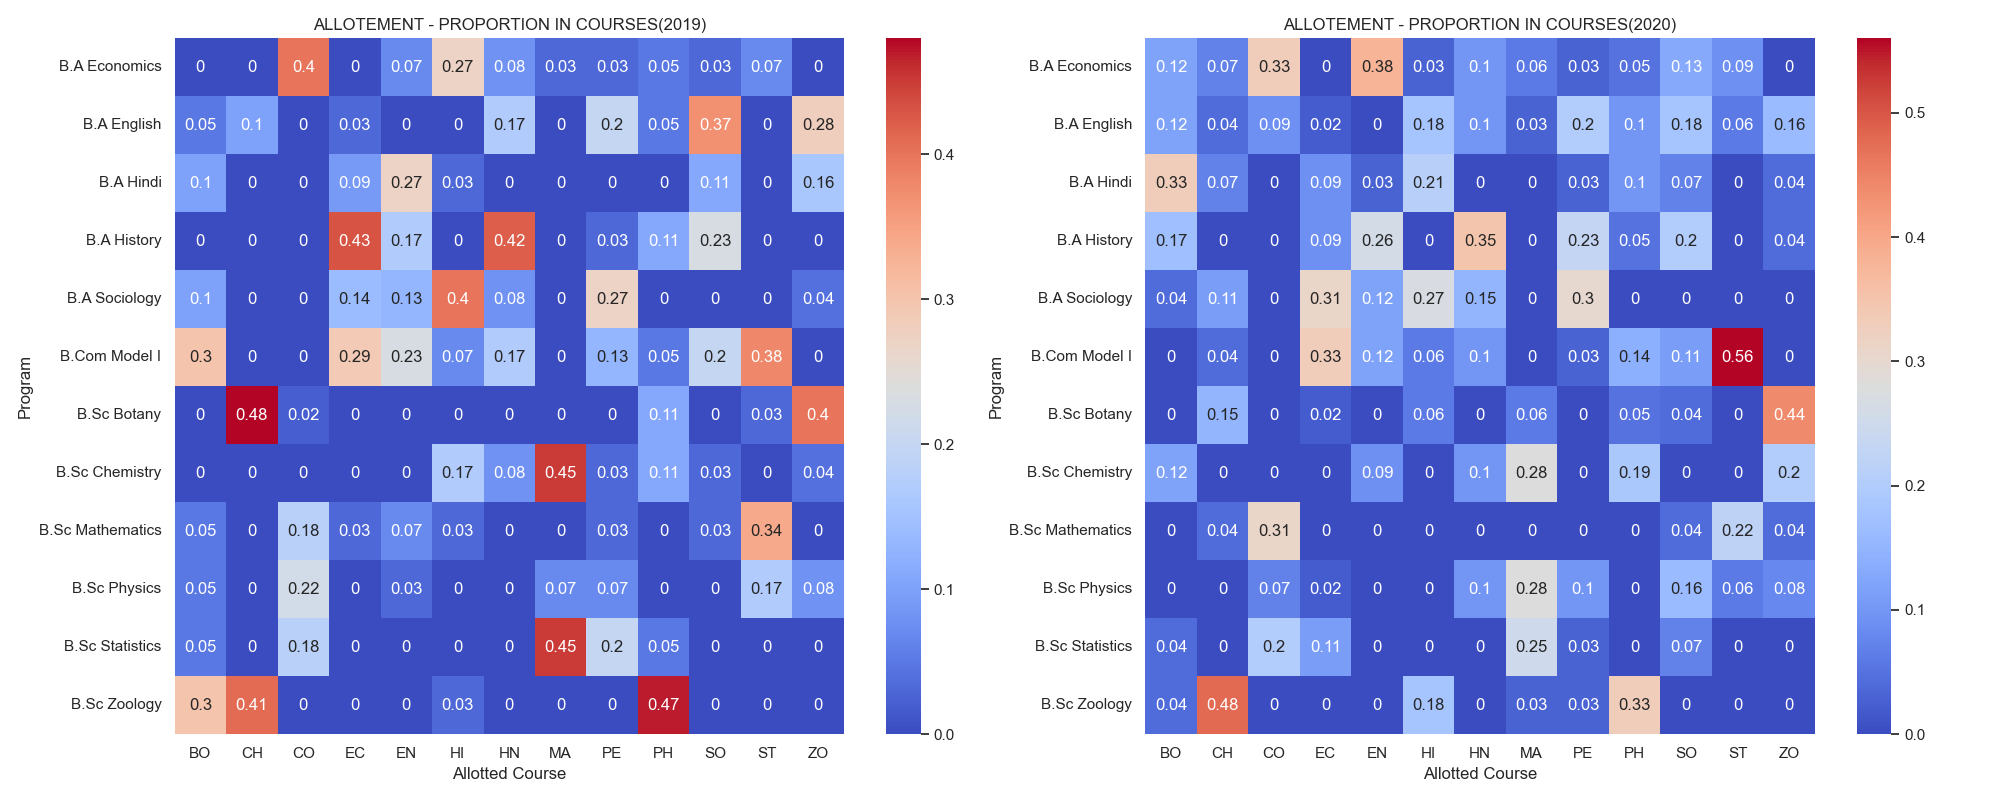 ALLOTEMENT - PROPORTION IN COURSES(2019)
B.A Economics 0 0 0.4 0 0.07 0.27 0.08 0.03 0.03 0.05 0.03 0.07 0
B.A English 0.05 0.1 0 0.03 0 0 0.17 0 0.2 0.05 0.37 0 0.28
B.A Hindi 0.1 0 0 0.09 0.27 0.03 0 0 0 0 0.11 0 0.16
B.A History 0 0 0 0.43 0.17 0 0.42 0 0.03 0.11 0.23 0 0
B.A Sociology 0.1 0 0 0.14 0.13 0.4 0.08 0 0.27 0 0 0 0.04
B.Com Model I 0.3 0 0 0.29 0.23 0.07 0.17 0 0.13 0.05 0.2 0.38 0
B.Sc Botany 0 0.48 0.02 0 0 0 0 0 0 0.11 0 0.03 0.4
B.Sc Chemistry 0 0 0 0 0 0.17 0.08 0.45 0.03 0.11 0.03 0 0.04
B.Sc Mathematics 0.05 0 0.18 0.03 0.07 0.03 0 0 0.03 0 0.03 0.34 0
B.Sc Physics 0.05 0 0.22 0 0.03 0 0 0.07 0.07 0 0 0.17 0.08
B.Sc Statistics 0.05 0 0.18 0 0 0 0 0.45 0.2 0.05 0 0 0
B.Sc Zoology 0.3 0.41 0 0 0 0.03 0 0 0 0.47 0 0 0
BO CH CO EC EN HI HN MA PE PH SO ST ZO
Allotted Course
Program
0.4
0.3
0.2
0.1
0.0
ALLOTEMENT - PROPORTION IN COURSES(2020)
B.A Economics 0.12 0.07 0.33 0 0.38 0.03 0.1 0.06 0.03 0.05 0.13 0.09 0
B.A English 0.12 0.04 0.09 0.02 0 0.18 0.1 0.03 0.2 0.1 0.18 0.06 0.16
B.A Hindi 0.33 0.07 0 0.09 0.03 0.21 0 0 0.03 0.1 0.07 0 0.04
B.A History 0.17 0 0 0.09 0.26 0 0.35 0 0.23 0.05 0.2 0 0.04
B.A Sociology 0.04 0.11 0 0.31 0.12 0.27 0.15 0 0.3 0 0 0 0
B.Com Model I 0 0.04 0 0.33 0.12 0.06 0.1 0 0.03 0.14 0.11 0.56 0
B.Sc Botany 0 0.15 0 0.02 0 0.06 0 0.06 0 0.05 0.04 0 0.44
B.Sc Chemistry 0.12 0 0 0 0.09 0 0.1 0.28 0 0.19 0 0 0.2
B.Sc Mathematics 0 0.04 0.31 0 0 0 0 0 0 0 0.04 0.22 0.04
B.Sc Physics 0 0 0.07 0.02 0 0 0.1 0.28 0.1 0 0.16 0.06 0.08
B.Sc Statistics 0.04 0 0.2 0.11 0 0 0 0.25 0.03 0 0.07 0 0
B.Sc Zoology 0.04 0.48 0 0 0 0.18 0 0.03 0.03 0.33 0 0 0
BO CH CO EC EN HI HN MA PE PH SO ST ZO
Allotted Course
Program
0.5
0.4
0.3
0.2
0.1
0.0